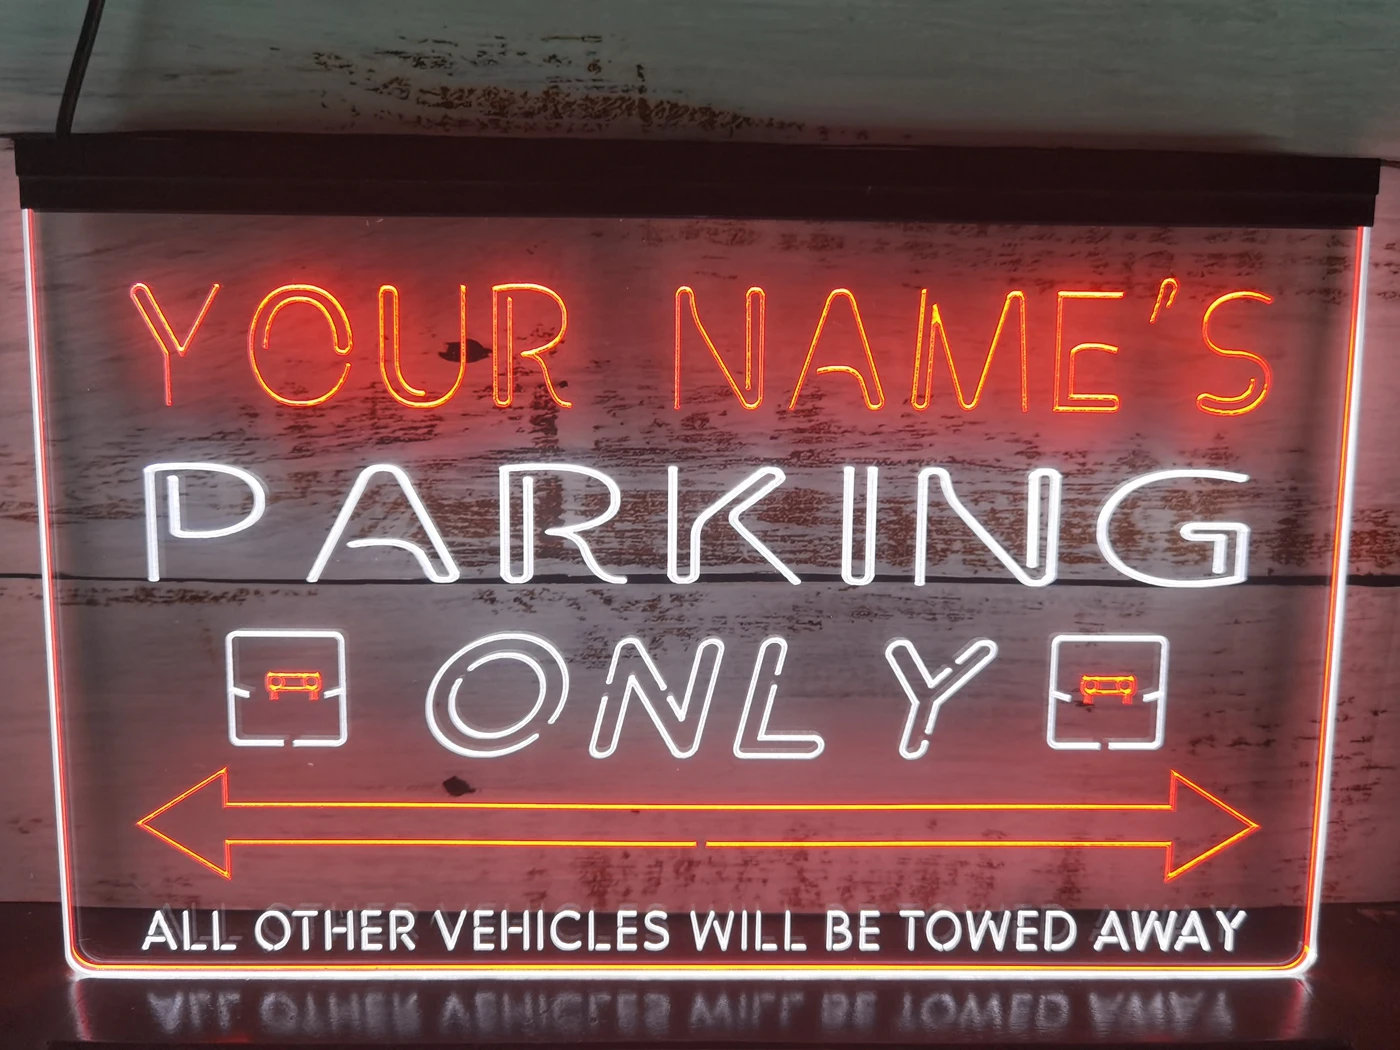 YOUR NAME'S
PARKING
ONLY
ALL OTHER VEHICLES WILL BE TOWED AWAY